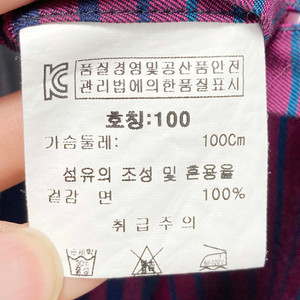 품질경영및공산품안전
관리법에의한품질표시
호칭:100
가슴둘레: 100Cm
섬유의 조성 및 혼용율
겉감 면 100%
취급주의